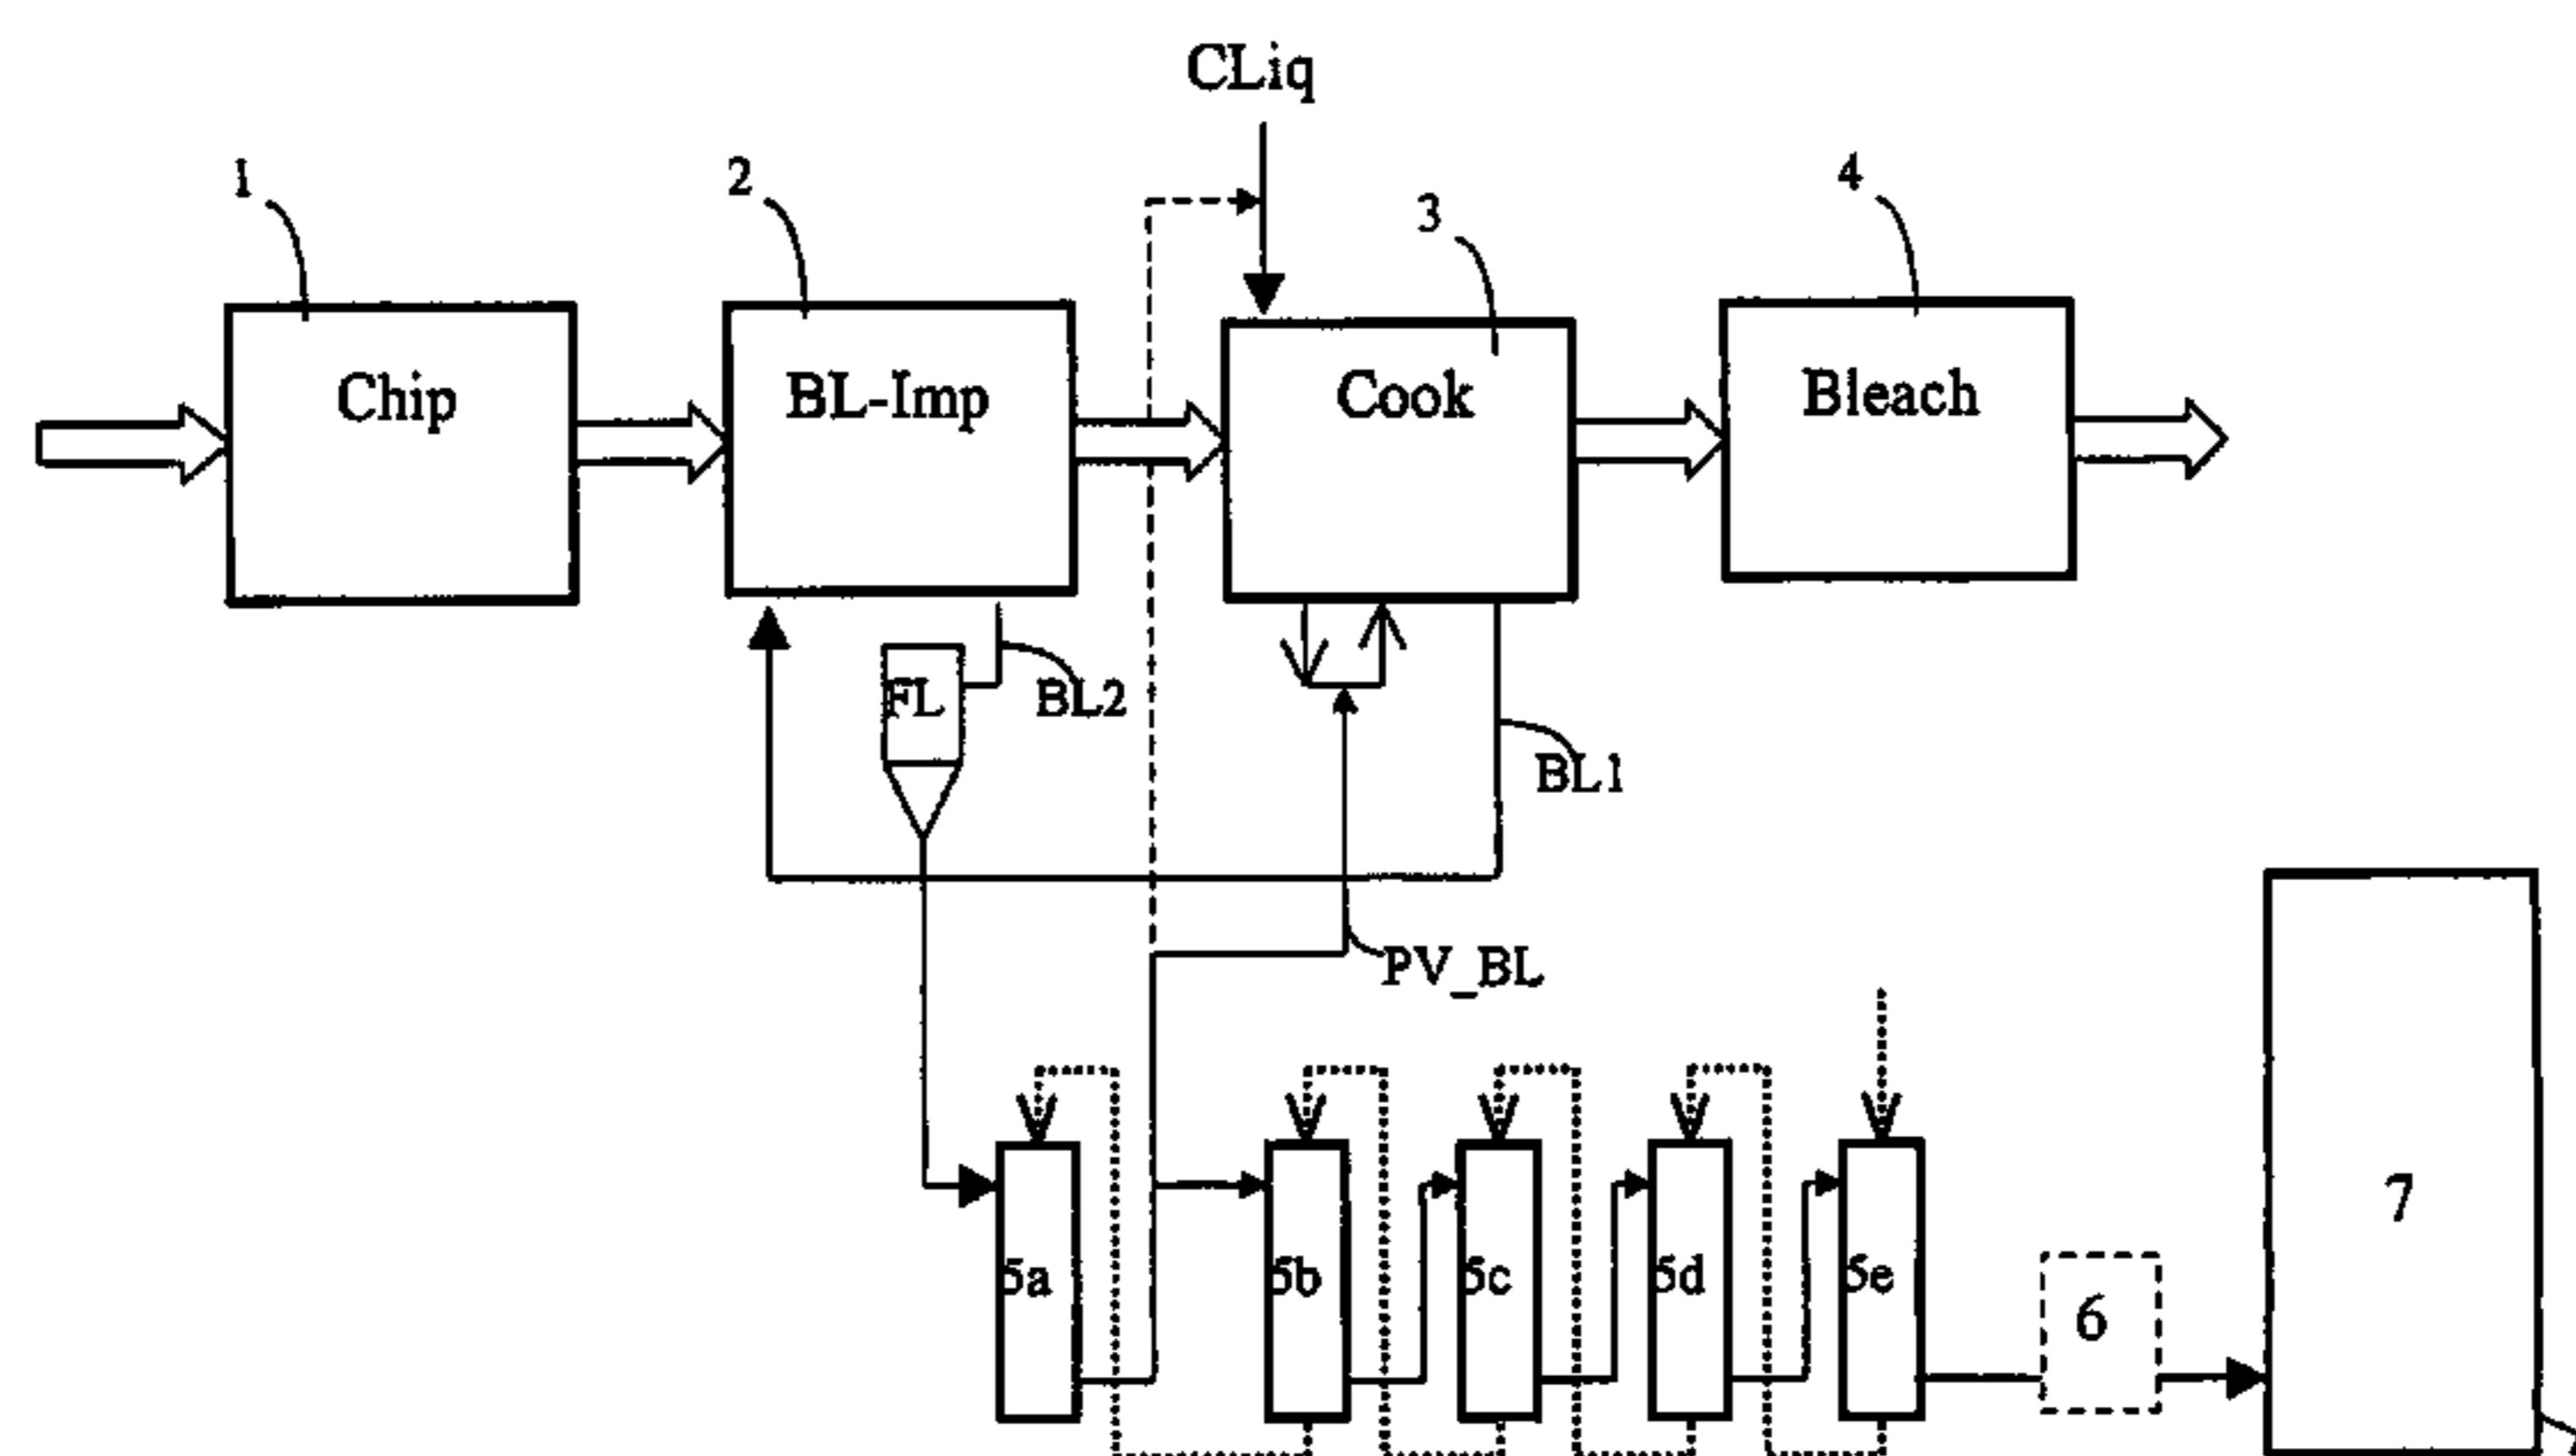 CLiq
1
2
3
4
Chip
BL-Imp
Cook
Bleach
FL
BL2
BL1
PV_BL
7
5a
5b
5c
5d
5e
6